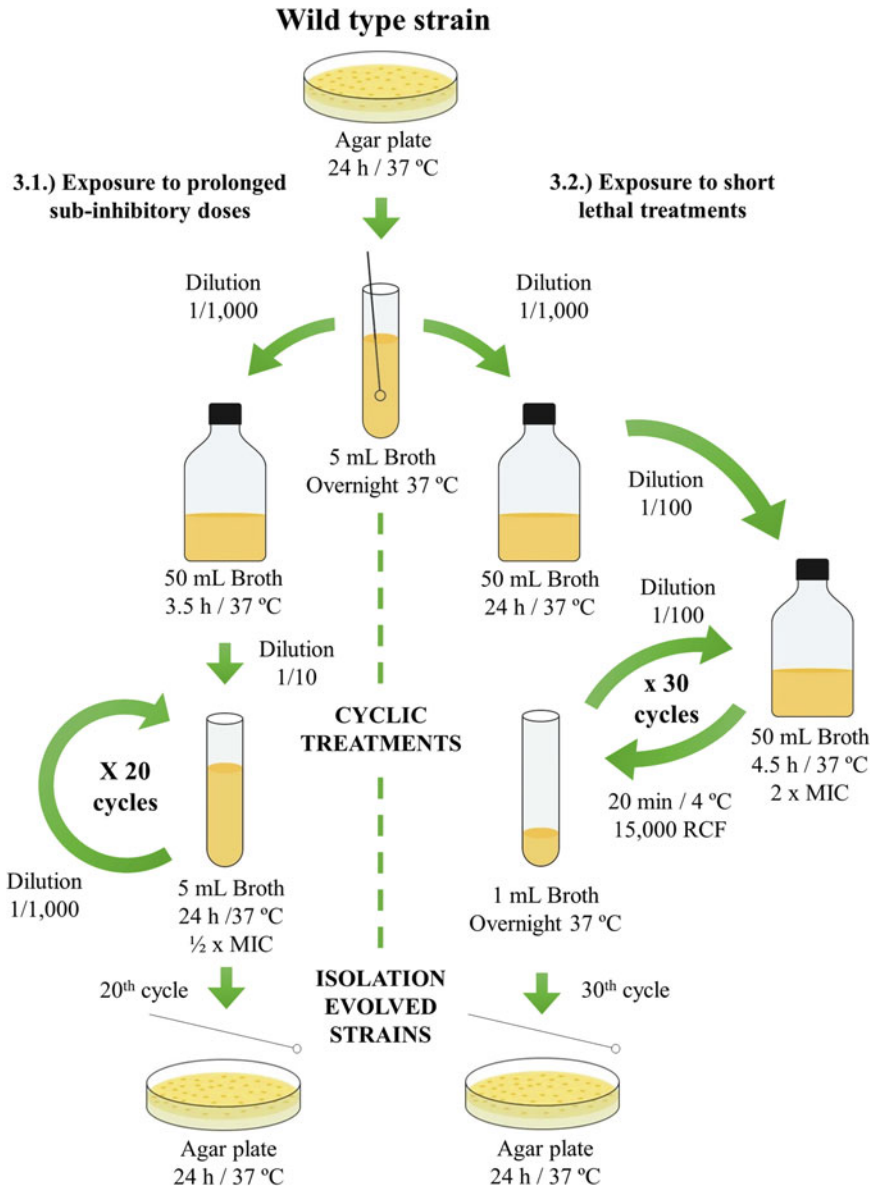 Wild type strain
Agar plate
24 h / 37 ºC
3.1.) Exposure to prolonged
sub-inhibitory doses
3.2.) Exposure to short
lethal treatments
Dilution
1/1,000
Dilution
1/1,000
5 mL Broth
Overnight 37 ºC
Dilution
1/100
50 mL Broth
3.5 h / 37 ºC
50 mL Broth
24 h / 37 ºC
Dilution
1/100
Dilution
1/10
x 30
cycles
CYCLIC
TREATMENTS
50 mL Broth
4.5 h / 37 ºC
2 x MIC
X 20
cycles
20 min / 4 ºC
15,000 RCF
Dilution
1/1,000
5 mL Broth
24 h /37 ºC
½ x MIC
1 mL Broth
Overnight 37 ºC
20th cycle
ISOLATION
EVOLVED
STRAINS
30th cycle
Agar plate
24 h / 37 ºC
Agar plate
24 h / 37 ºC